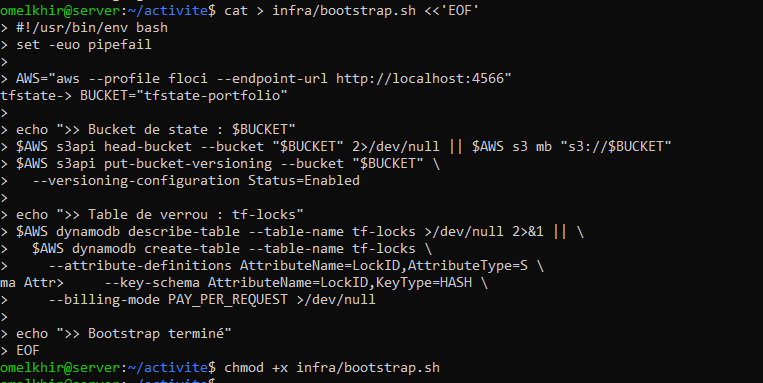 omelkhir@server:~/activite$ cat > infra/bootstrap.sh <<'EOF'
> #!/usr/bin/env bash
> set -euo pipefail
>
> AWS="aws --profile floci --endpoint-url http://localhost:4566"
tfstate-> BUCKET="tfstate-portfolio"
>
> echo ">> Bucket de state : $BUCKET"
> $AWS s3api head-bucket --bucket "$BUCKET" 2>/dev/null || $AWS s3 mb "s3://$BUCKET"
> $AWS s3api put-bucket-versioning --bucket "$BUCKET" \
>   --versioning-configuration Status=Enabled
>
> echo ">> Table de verrou : tf-locks"
> $AWS dynamodb describe-table --table-name tf-locks >/dev/null 2>&1 || \
>   $AWS dynamodb create-table --table-name tf-locks \
>     --attribute-definitions AttributeName=LockID,AttributeType=S \
ma Attr>     --key-schema AttributeName=LockID,KeyType=HASH \
>     --billing-mode PAY_PER_REQUEST >/dev/null
>
> echo ">> Bootstrap terminé"
> EOF
omelkhir@server:~/activite$ chmod +x infra/bootstrap.sh